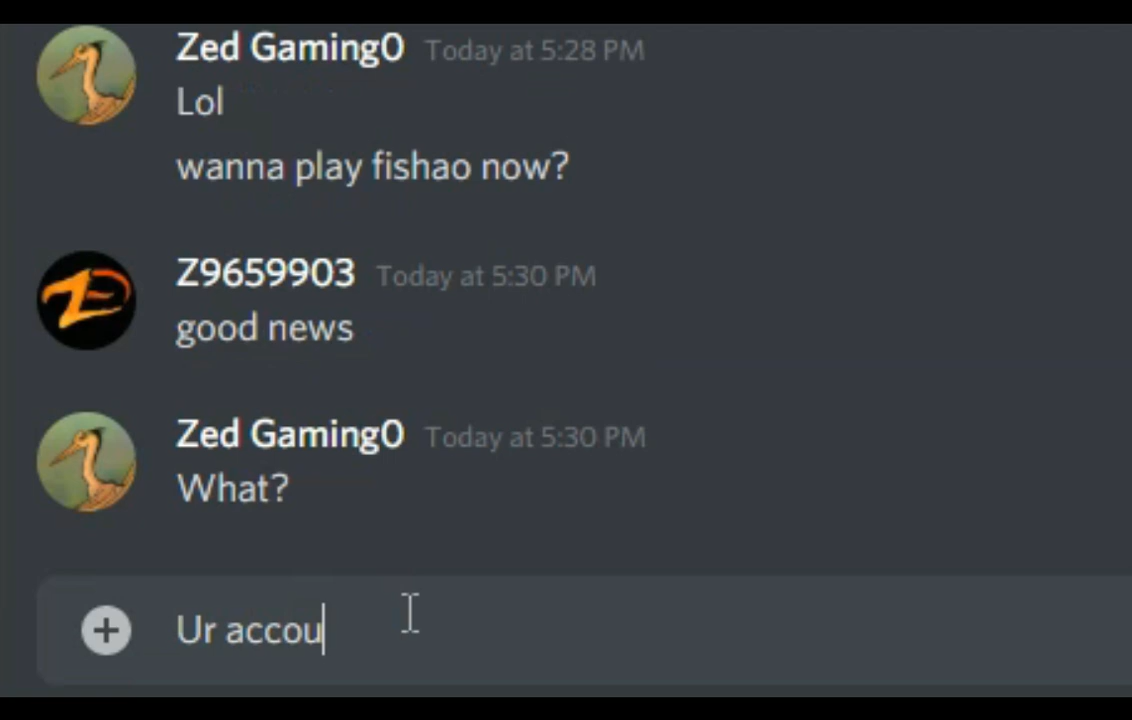 Zed Gaming0 Today at 5:28 PM
Lol
wanna play fishao now?
Z9659903 Today at 5:30 PM
good news
Zed Gaming0 Today at 5:30 PM
What?
Ur accou